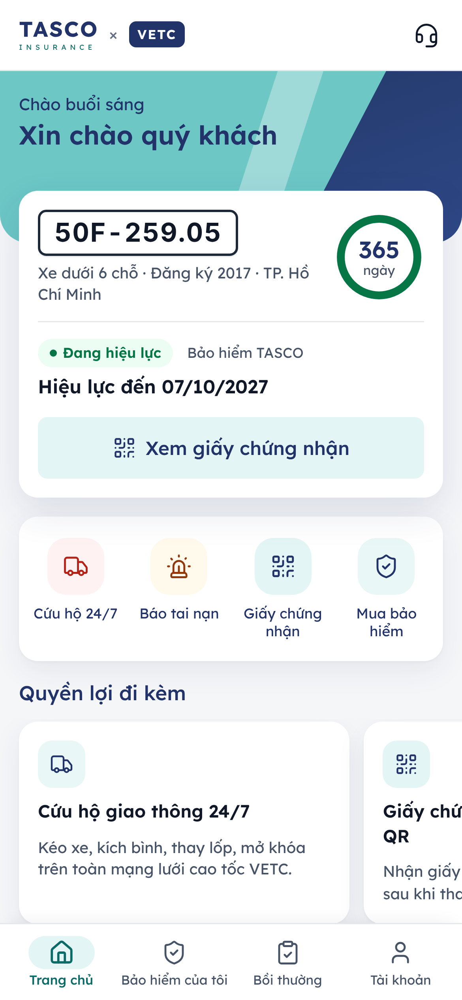 TASCO
INSURANCE
×
VETC
Chào buổi sáng
Xin chào quý khách
50F-259.05
365
ngày
Xe dưới 6 chỗ · Đăng ký 2017 · TP. Hồ
Chí Minh
Đang hiệu lực
Bảo hiểm TASCO
Hiệu lực đến 07/10/2027
Xem giấy chứng nhận
Cứu hộ 24/7
Báo tai nạn
Giấy chứng
nhận
Mua bảo
hiểm
Quyền lợi đi kèm
Cứu hộ giao thông 24/7
Kéo xe, kích bình, thay lốp, mở khóa
trên toàn mạng lưới cao tốc VETC.
Giấy chứ
QR
Nhận giấy
sau khi
Trang chủ
Bảo hiểm của tôi
Bồi thường
Tài khoản